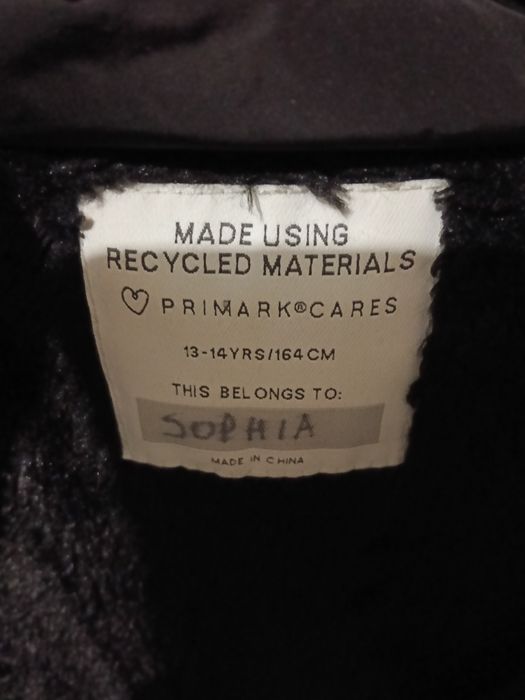 MADE USING
RECYCLED MATERIALS
PRIMARK®CARES
13-14YRS/164CM
THIS BELONGS TO:
SOPHIA
MADE IN CHINA